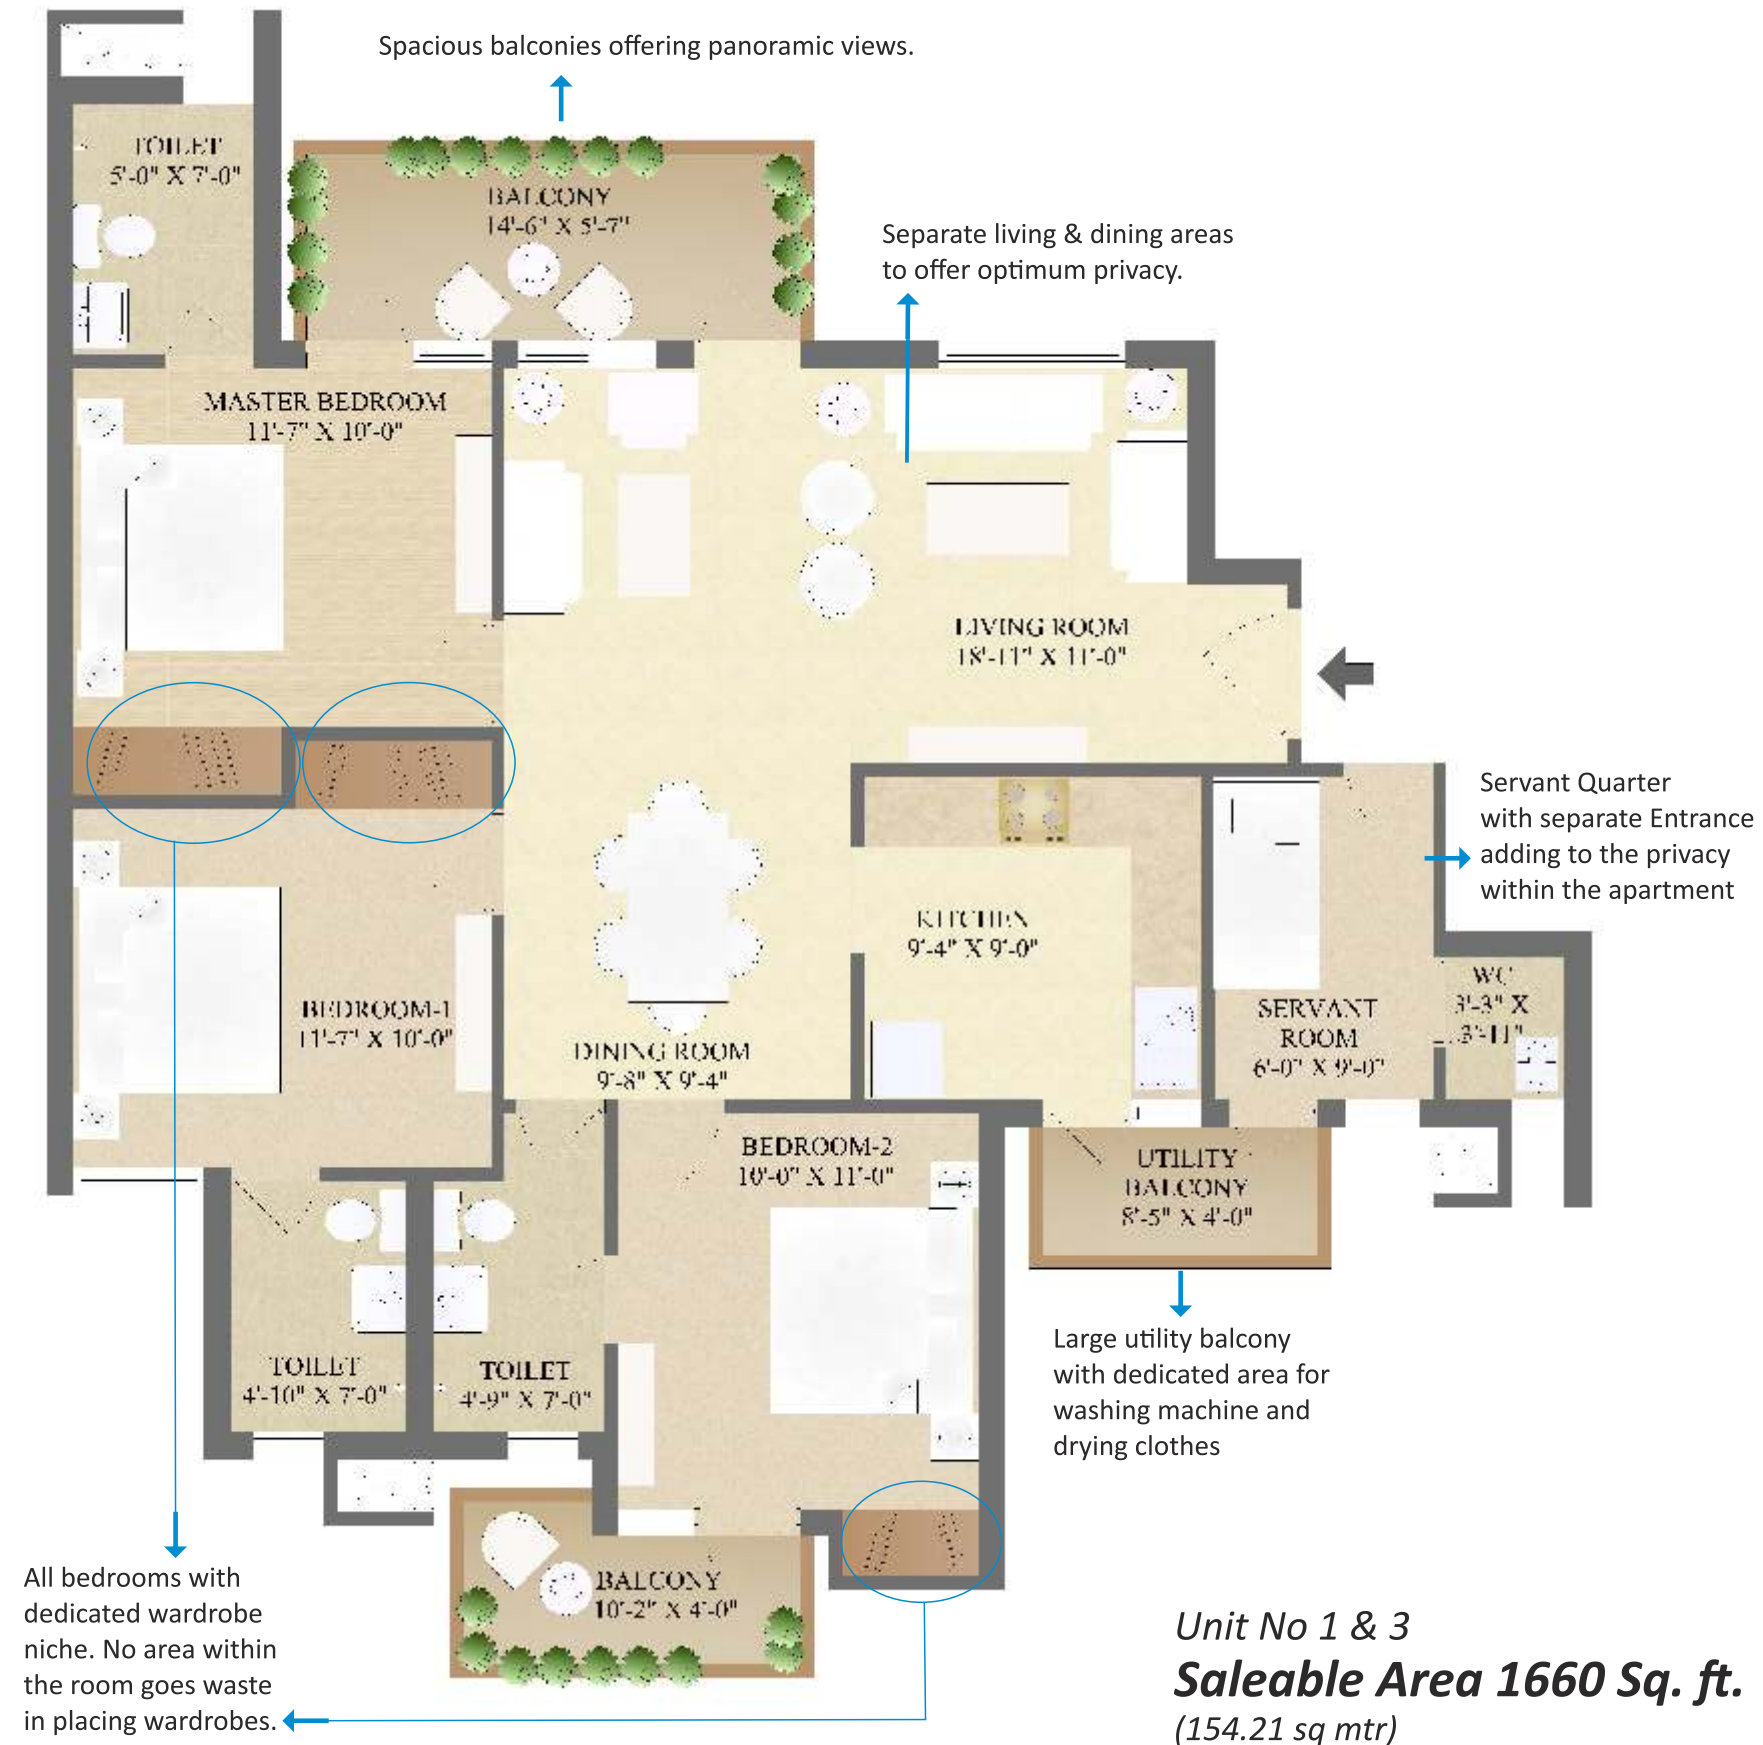 Spacious balconies offering panoramic views.
TOILET
5'-0" X 7'-0"
BALCONY
14'-6" X 5'-7"
Separate living & dining areas
to offer optimum privacy.
MASTER BEDROOM
11'-7" X 10'-0"
LIVING ROOM
18'-11" X 11'-0"
Servant Quarter
with separate Entrance
adding to the privacy
within the apartment
KITCHEN
9'-4" X 9'-0"
WC
3'-3" X
3'-11"
BEDROOM-1
11'-7" X 10'-0"
SERVANT
ROOM
6'-0" X 9'-0"
DINING ROOM
9'-8" X 9'-4"
BEDROOM-2
10'-0" X 11'-0"
UTILITY
BALCONY
8'-5" X 4'-0"
TOILET
4'-10" X 7'-0"
TOILET
4'-9" X 7'-0"
Large utility balcony
with dedicated area for
washing machine and
drying clothes
BALCONY
10'-2" X 4'-0"
All bedrooms with
dedicated wardrobe
niche. No area within
the room goes waste
in placing wardrobes.
Unit No 1 & 3
Saleable Area 1660 Sq. ft.
(154.21 sq mtr)